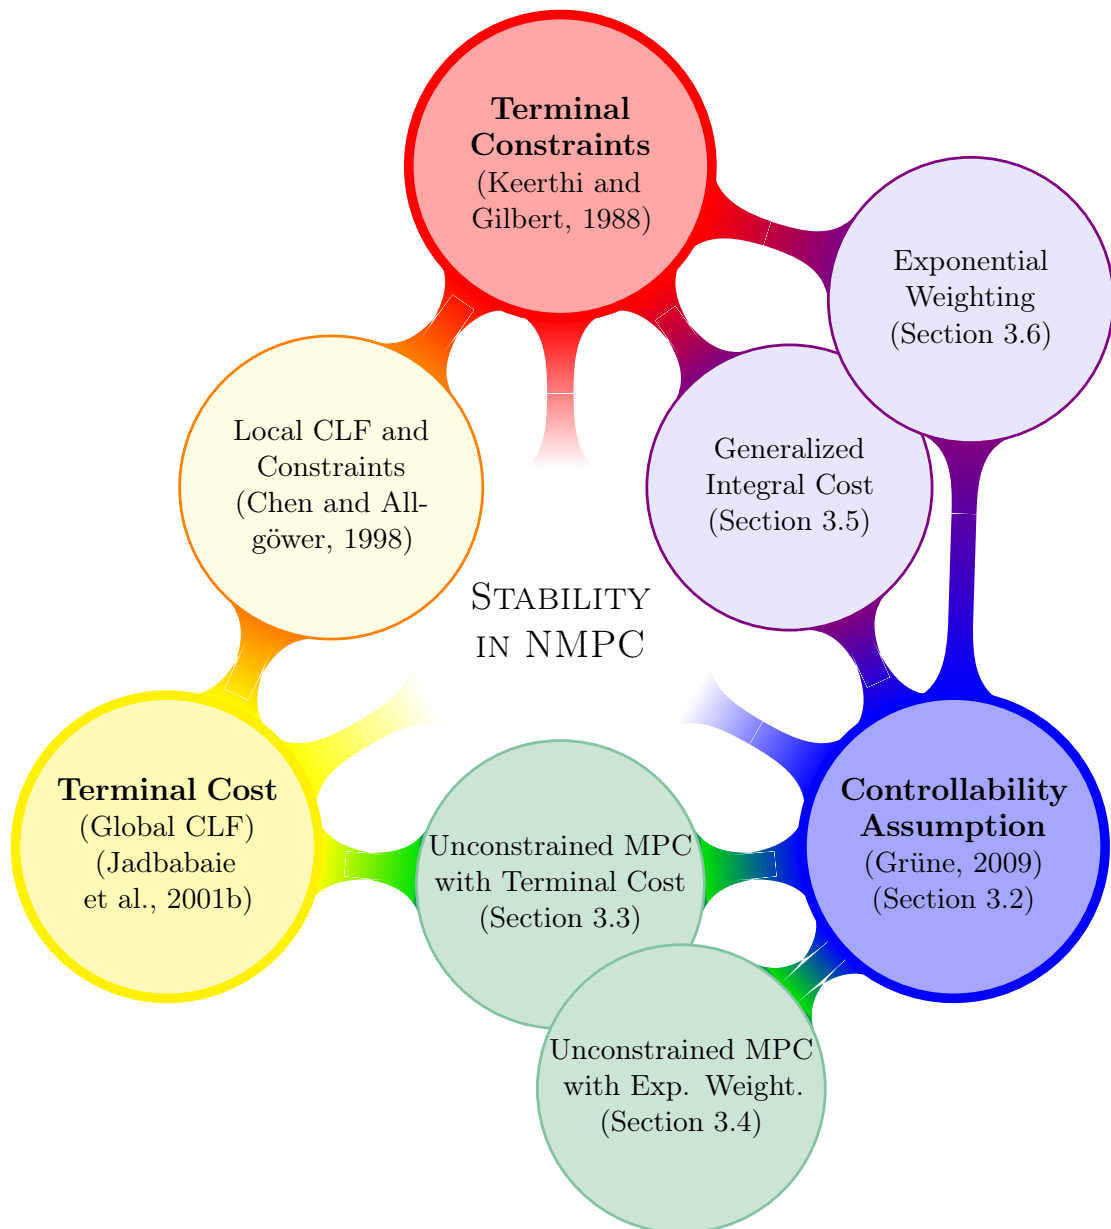 Terminal
Constraints
(Keerthi and
Gilbert, 1988)
Exponential
Weighting
(Section 3.6)
Local CLF and
Constraints
(Chen and All-
göwer, 1998)
Generalized
Integral Cost
(Section 3.5)
STABILITY
IN NMPC
Terminal Cost
(Global CLF)
(Jadbabaie
et al., 2001b)
Unconstrained MPC
with Terminal Cost
(Section 3.3)
Controllability
Assumption
(Grüne, 2009)
(Section 3.2)
Unconstrained MPC
with Exp. Weight.
(Section 3.4)